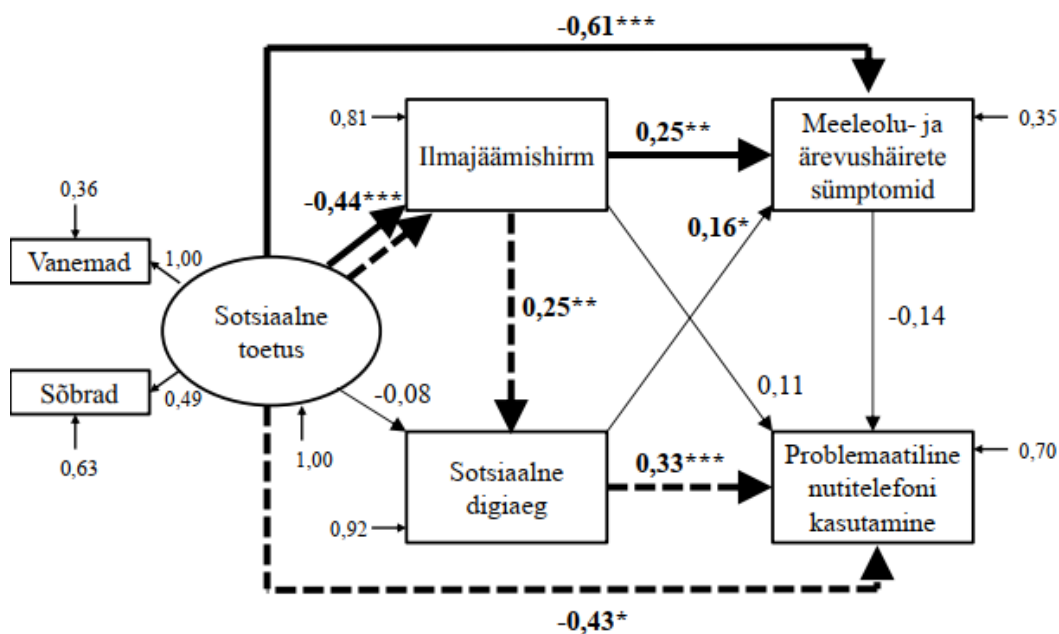 -0,61***
0,81
Ilmajäämishirm
0,25**
Meeleolu- ja
ärevushäirete
sümptomid
0,35
0,36
-0,44***
0,16*
Vanemad
1,00
Sotsiaalne
toetus
0,25**
-0,14
Sõbrad
0,49
-0,08
0,11
0,63
1,00
Sotsiaalne
digiaeg
0,33***
Problemaatiline
nutitelefoni
kasutamine
0,70
0,92
-0,43*